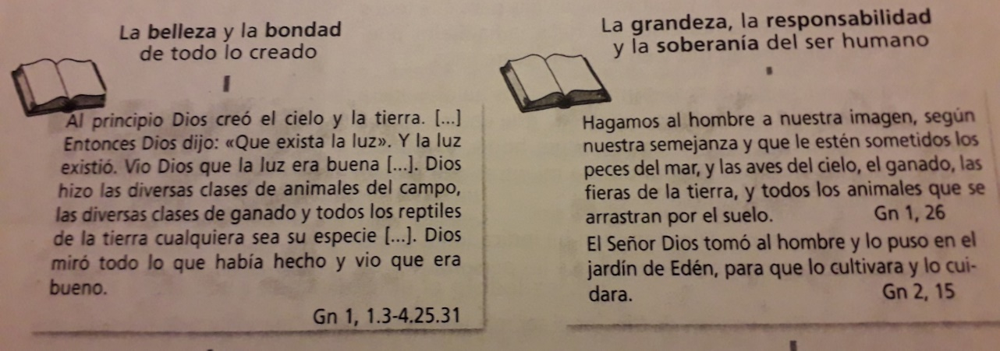 La belleza y la bondad
de todo lo creado
Al principio Dios creó el cielo y la tierra. [...]
Entonces Dios dijo: «Que exista la luz». Y la luz
existió. Vio Dios que la luz era buena [...]. Dios
hizo las diversas clases de animales del campo,
las diversas clases de ganado y todos los reptiles
de la tierra cualquiera sea su especie [...]. Dios
miró todo lo que había hecho y vio que era
bueno.
Gn 1, 1.3-4.25.31
La grandeza, la responsabilidad
y la soberanía del ser humano
Hagamos al hombre a nuestra imagen, según
nuestra semejanza y que le estén sometidos los
peces del mar, y las aves del cielo, el ganado, las
fieras de la tierra, y todos los animales que se
arrastran por el suelo. Gn 1, 26
El Señor Dios tomó al hombre y lo puso en el
jardín de Edén, para que lo cultivara y lo cui-
dara. Gn 2, 15